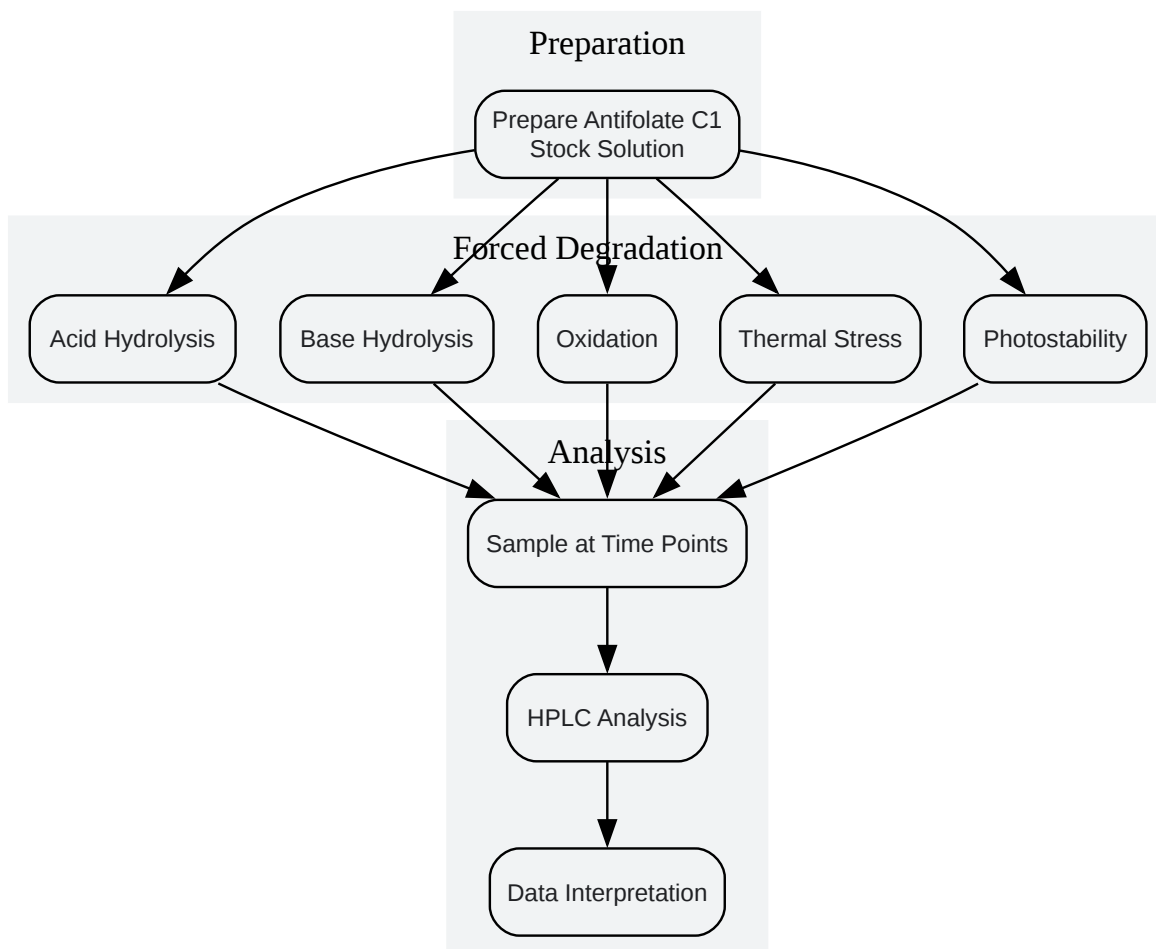 Preparation
Prepare Antifolate C1
Stock Solution
Forced Degradation
Acid Hydrolysis
Base Hydrolysis
Oxidation
Thermal Stress
Photostability
Analysis
Sample at Time Points
HPLC Analysis
Data Interpretation